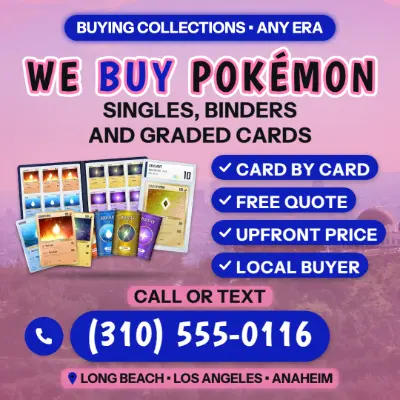 BUYING COLLECTIONS • ANY ERA
WE BUY POKÉMON
SINGLES, BINDERS
AND GRADED CARDS
10
CARD BY CARD
FREE QUOTE
UPFRONT PRICE
LOCAL BUYER
CALL OR TEXT
(310) 555-0116
LONG BEACH • LOS ANGELES • ANAHEIM